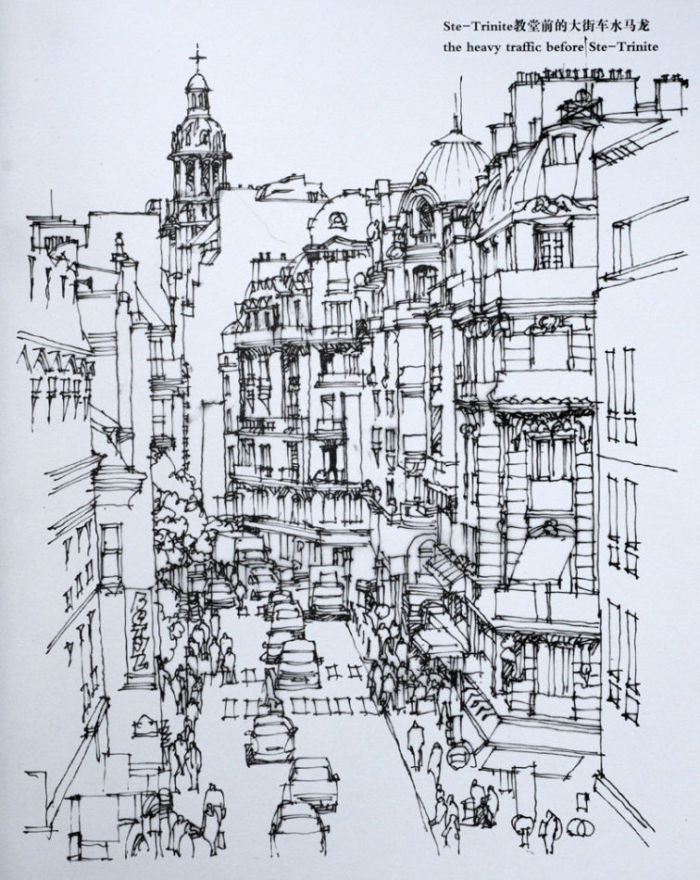 Ste-Trinite教堂前的大街车水马龙
the heavy traffic before Ste-Trinite